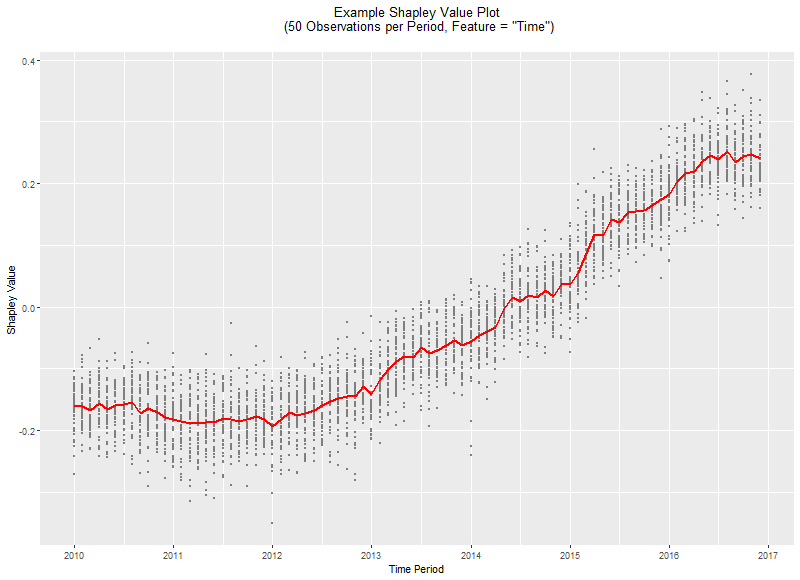 Example Shapley Value Plot
(50 Observations per Period, Feature = "Time")
0.4
0.2
0.0
-0.2
Shapley Value
2010 2011 2012 2013 2014 2015 2016 2017
Time Period